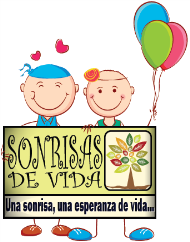 SONRISAS
DE VIDA
Una sonrisa, una esperanza de vida...